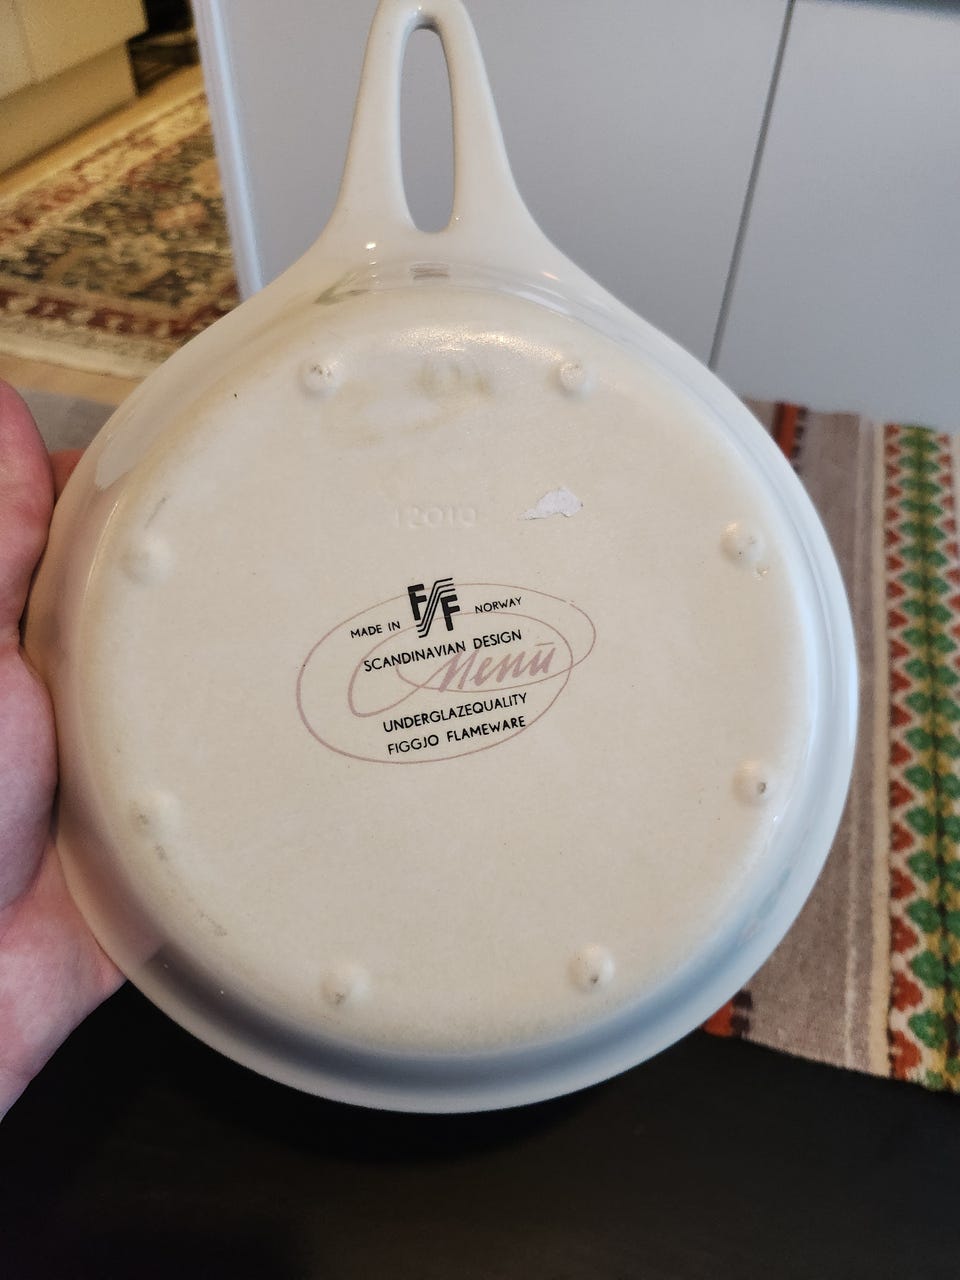 12010
FF
MADE IN NORWAY
SCANDINAVIAN DESIGN
Menu
UNDERGLAZEQUALITY
FIGGJO FLAMEWARE